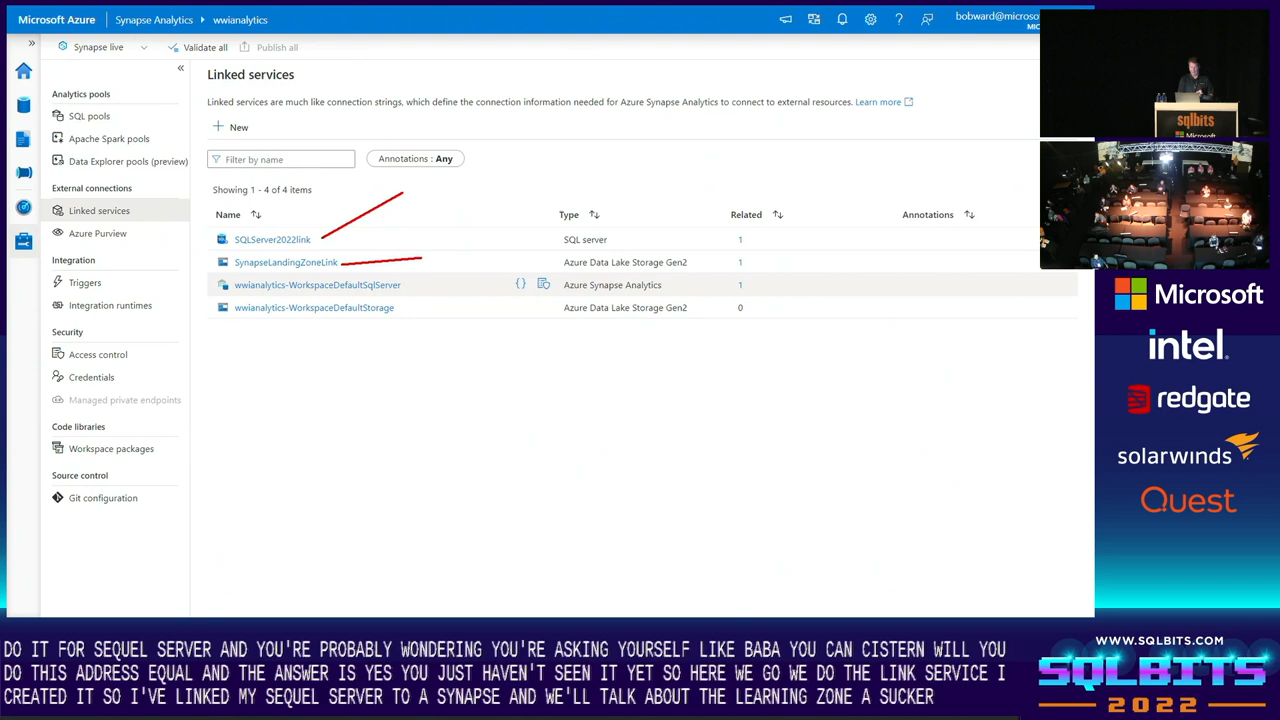 Microsoft Azure
Synapse Analytics
wwianalytics
bobward@microso
MIC
Synapse live
Validate all
Publish all
Analytics pools
SQL pools
Apache Spark pools
Data Explorer pools (preview)
External connections
Linked services
Azure Purview
Integration
Triggers
Integration runtimes
Security
Access control
Credentials
Managed private endpoints
Code libraries
Workspace packages
Source control
Git configuration
Linked services
Linked services are much like connection strings, which define the connection information needed for Azure Synapse Analytics to connect to external resources. Learn more
New
Filter by name
Annotations : Any
Showing 1 - 4 of 4 items
Name Type Related Annotations
SQLServer2022link SQL server 1
SynapseLandingZoneLink Azure Data Lake Storage Gen2 1
wwianalytics-WorkspaceDefaultSqlServer {} Azure Synapse Analytics 1
wwianalytics-WorkspaceDefaultStorage Azure Data Lake Storage Gen2 0
sqlbits
Microsoft
Microsoft
intel.
redgate
solarwinds
Quest
DO IT FOR SEQUEL SERVER AND YOU'RE PROBABLY WONDERING YOU'RE ASKING YOURSELF LIKE BABA YOU CAN CISTERN WILL YOU
DO THIS ADDRESS EQUAL AND THE ANSWER IS YES YOU JUST HAVEN'T SEEN IT YET SO HERE WE GO WE DO THE LINK SERVICE I
CREATED IT SO I'VE LINKED MY SEQUEL SERVER TO A SYNAPSE AND WE'LL TALK ABOUT THE LEARNING ZONE A SUCKER
WWW.SQLBITS.COM
SQLBITS
2022